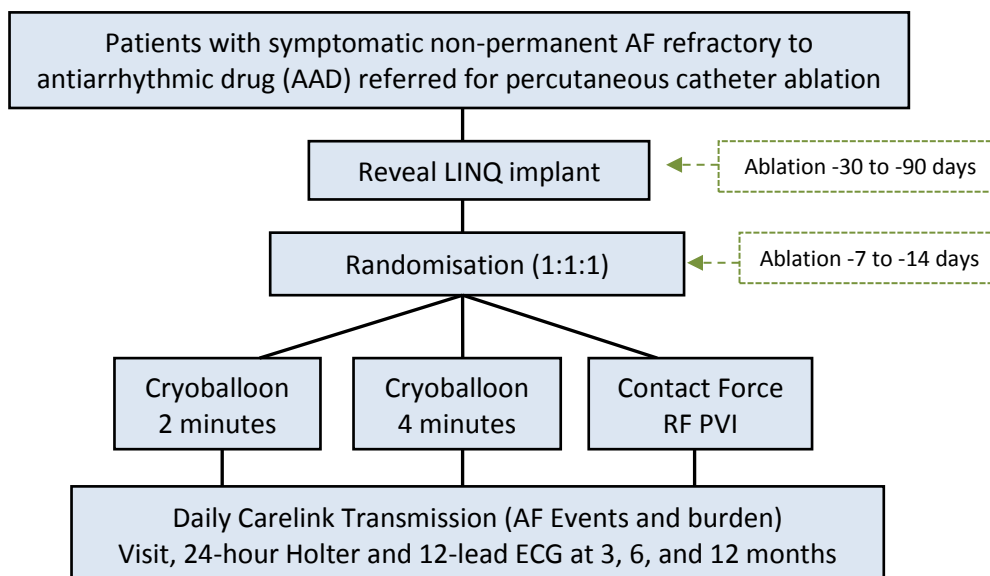 Patients with symptomatic non-permanent AF refractory to
antiarrhythmic drug (AAD) referred for percutaneous catheter ablation
Reveal LINQ implant
Ablation -30 to -90 days
Randomisation (1:1:1)
Ablation -7 to -14 days
Cryoballoon
2 minutes
Cryoballoon
4 minutes
Contact Force
RF PVI
Daily Carelink Transmission (AF Events and burden)
Visit, 24-hour Holter and 12-lead ECG at 3, 6, and 12 months